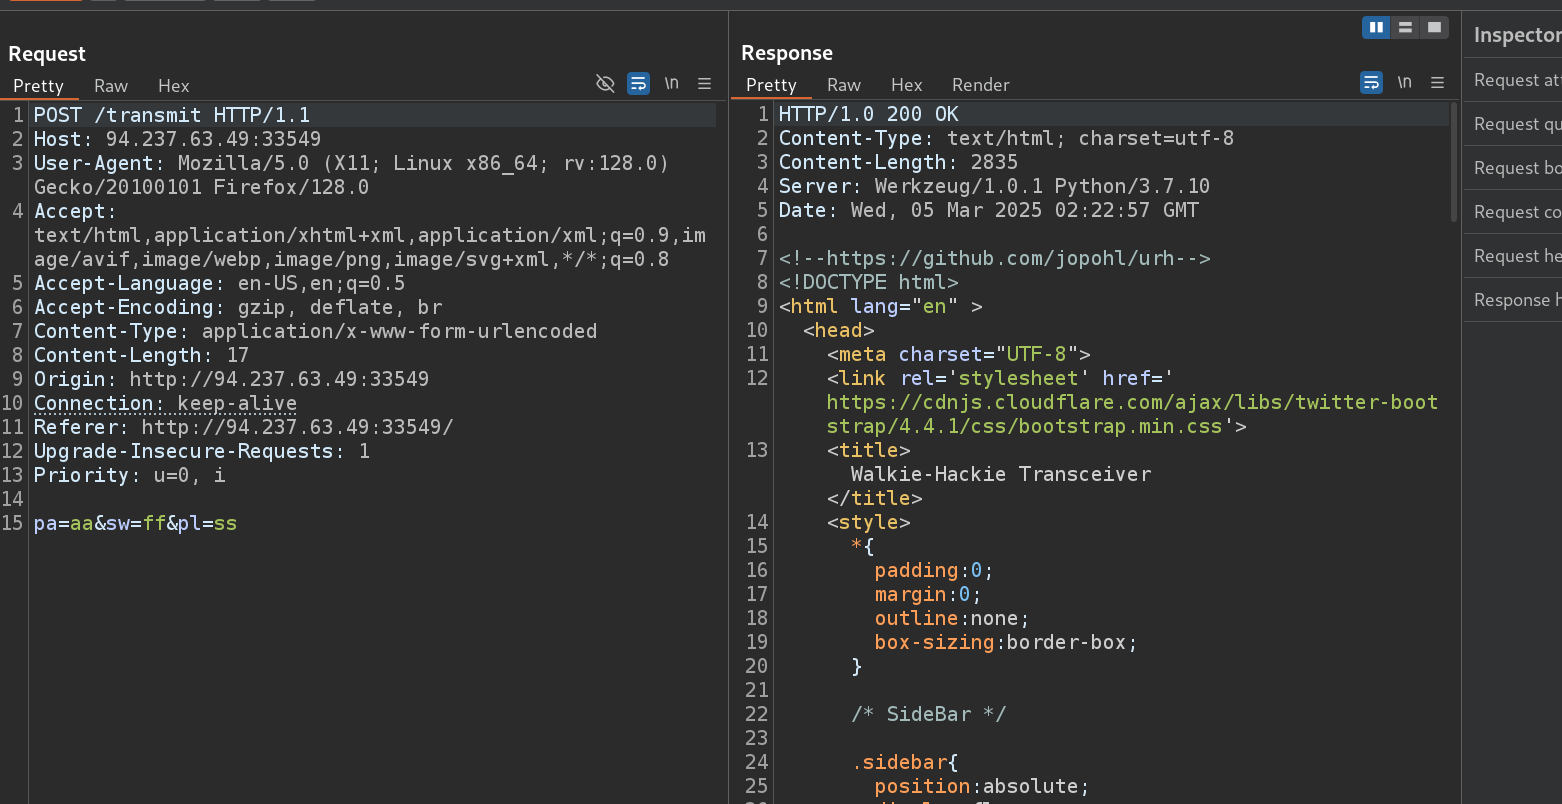 Request
Pretty Raw Hex
\n
1 POST /transmit HTTP/1.1
2 Host: 94.237.63.49:33549
3 User-Agent: Mozilla/5.0 (X11; Linux x86_64; rv:128.0)
Gecko/20100101 Firefox/128.0
4 Accept:
text/html,application/xhtml+xml,application/xml;q=0.9,im
age/avif,image/webp,image/png,image/svg+xml,*/*;q=0.8
5 Accept-Language: en-US,en;q=0.5
6 Accept-Encoding: gzip, deflate, br
7 Content-Type: application/x-www-form-urlencoded
8 Content-Length: 17
9 Origin: http://94.237.63.49:33549
10 Connection: keep-alive
11 Referer: http://94.237.63.49:33549/
12 Upgrade-Insecure-Requests: 1
13 Priority: u=0, i
14
15 pa=aa&sw=ff&pl=ss
Response
Pretty Raw Hex Render
\n
1 HTTP/1.0 200 OK
2 Content-Type: text/html; charset=utf-8
3 Content-Length: 2835
4 Server: Werkzeug/1.0.1 Python/3.7.10
5 Date: Wed, 05 Mar 2025 02:22:57 GMT
6
7 <!--https://github.com/jopohl/urh-->
8 <!DOCTYPE html>
9 <html lang="en" >
10 <head>
11 <meta charset="UTF-8">
12 <link rel='stylesheet' href='
https://cdnjs.cloudflare.com/ajax/libs/twitter-boot
strap/4.4.1/css/bootstrap.min.css'>
13 <title>
Walkie-Hackie Transceiver
</title>
14 <style>
15 *{
16 padding:0;
17 margin:0;
18 outline:none;
19 box-sizing:border-box;
20 }
21
22 /* SideBar */
23
24 .sidebar{
25 position:absolute;
Inspector
Request at
Request qu
Request bo
Request co
Request he
Response h